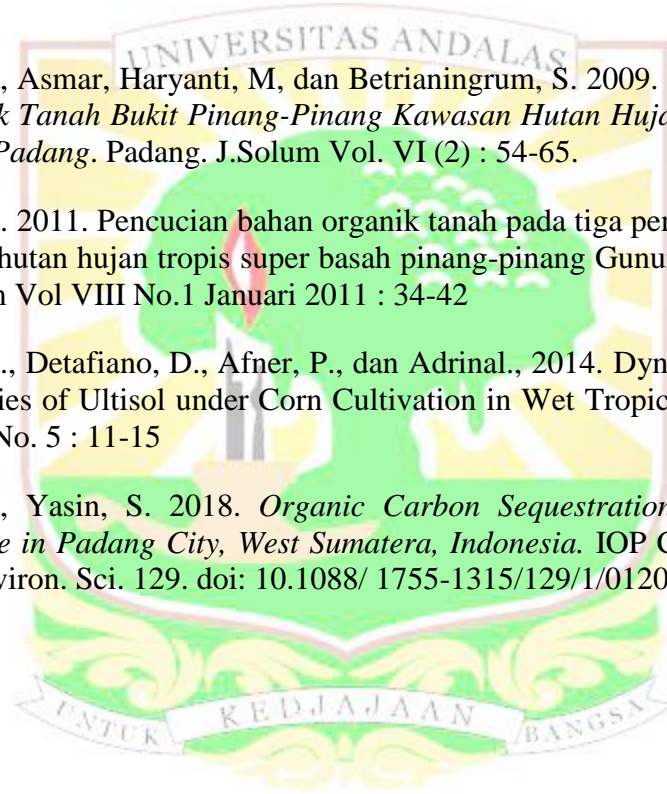 UNIVERSITAS ANDALAS
., Asmar, Haryanti, M, dan Betrianingrum, S. 2009.
k Tanah Bukit Pinang-Pinang Kawasan Hutan Huja
Padang. Padang. J.Solum Vol. VI (2) : 54-65.
. 2011. Pencucian bahan organik tanah pada tiga per
hutan hujan tropis super basah pinang-pinang Gunu
n Vol VIII No.1 Januari 2011 : 34-42
., Detafiano, D., Afner, P., dan Adrinal., 2014. Dyn
ies of Ultisol under Corn Cultivation in Wet Tropic
No. 5 : 11-15
., Yasin, S. 2018. Organic Carbon Sequestration
e in Padang City, West Sumatera, Indonesia. IOP C
viron. Sci. 129. doi: 10.1088/ 1755-1315/129/1/0120
UNTUK KEDJAJAAN BANGSA